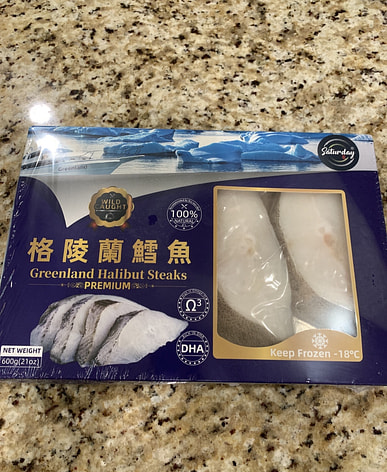 Saturday
WILD
CAUGHT
100%
NATURAL
格陵蘭鱈魚
Greenland Halibut Steaks
PREMIUM
Ω3
DHA
NET WEIGHT
600g(21oz)
Keep Frozen -18°C